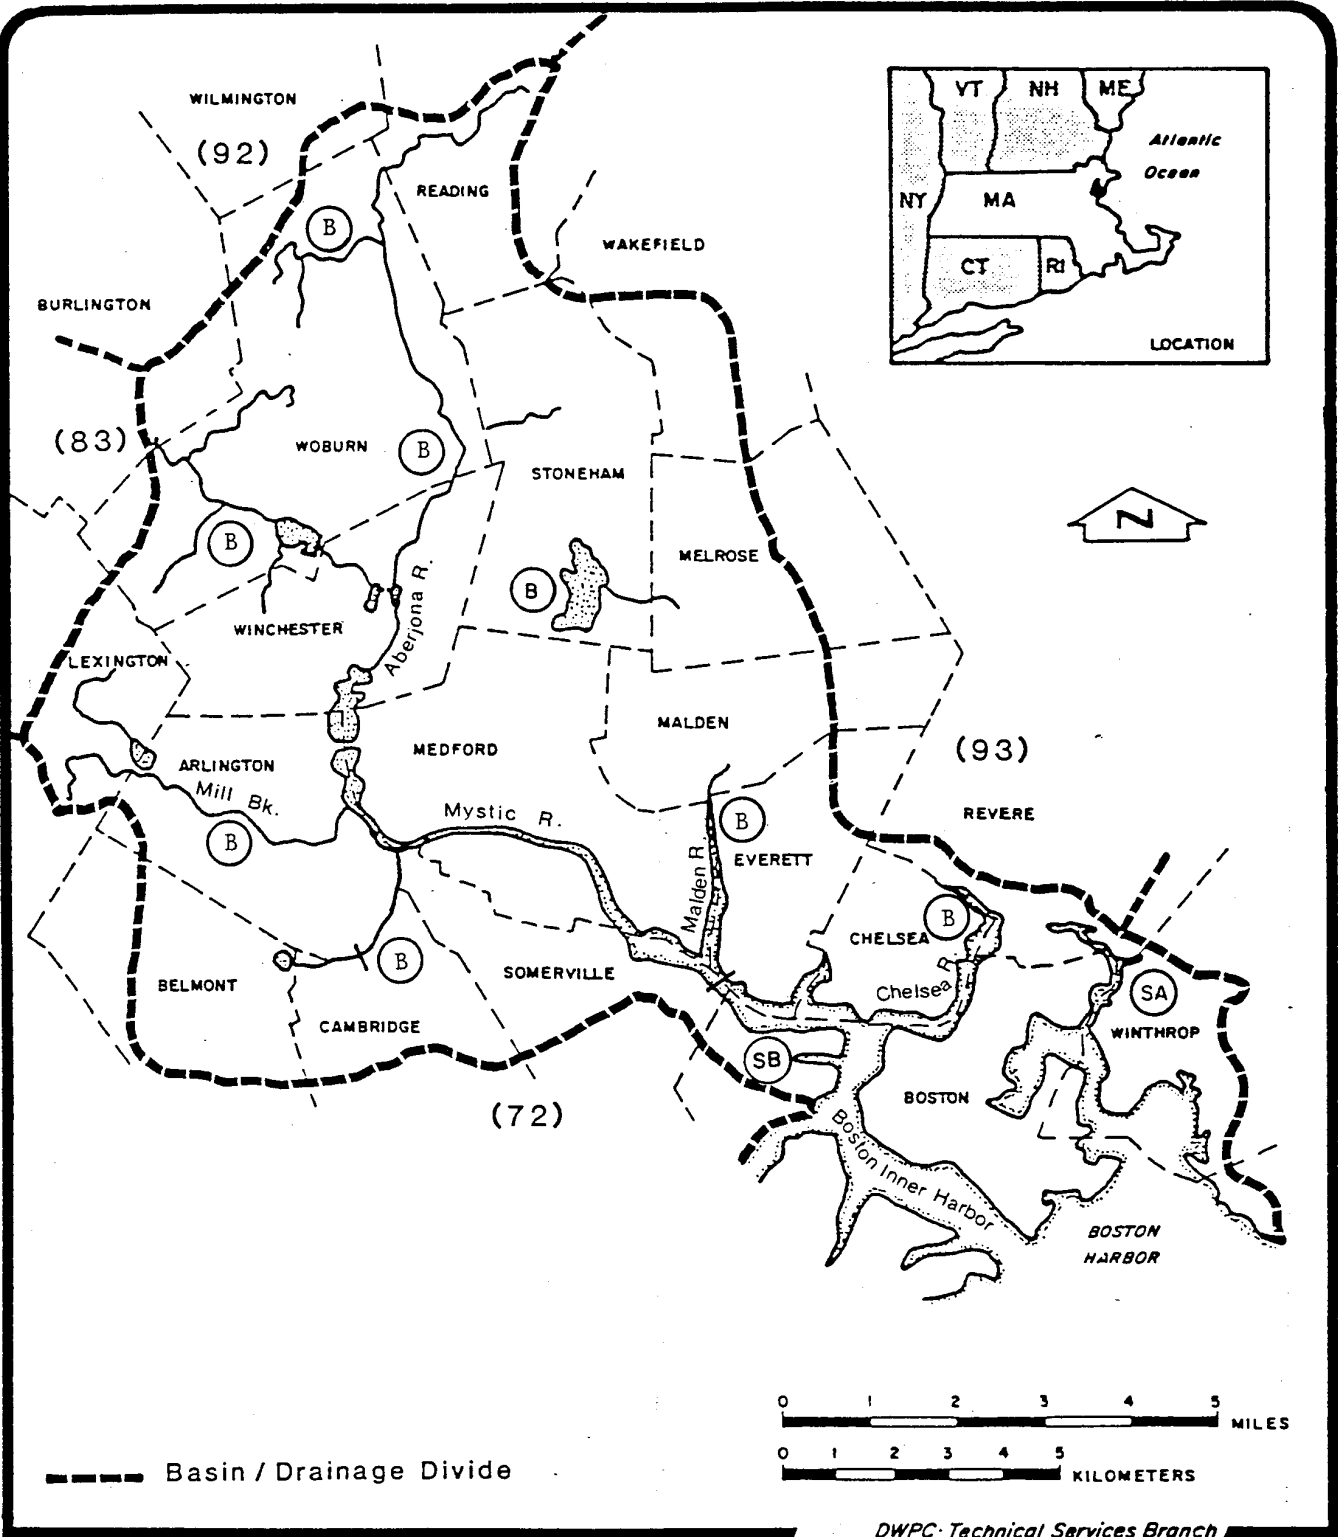 WILMINGTON
(92)
READING
B
WAKEFIELD
BURLINGTON
VT NH ME
Atlantic
Ocean
NY MA
CT RI
LOCATION
(83)
WOBURN
B
STONEHAM
B
N
MELROSE
B
Aberjona R.
WINCHESTER
LEXINGTON
MALDEN
MEDFORD
(93)
ARLINGTON
Mill Bk.
Mystic R.
REVERE
B
B
Malden R.
EVERETT
CHELSEA
B
B
SOMERVILLE
BELMONT
Chelsea R.
SA
WINTHROP
CAMBRIDGE
SB
BOSTON
(72)
Boston Inner Harbor
BOSTON
HARBOR
0 1 2 3 4 5
MILES
0 1 2 3 4 5
KILOMETERS
Basin / Drainage Divide
DWPC· Technical Services Branch